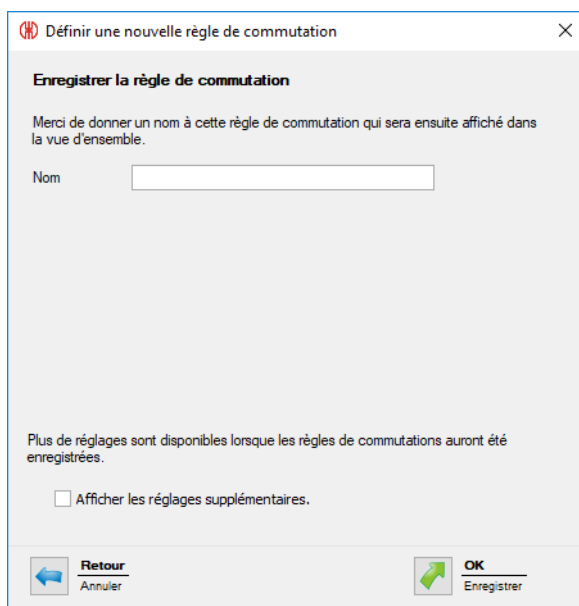 Définir une nouvelle règle de commutation
Enregistrer la règle de commutation
Merci de donner un nom à cette règle de commutation qui sera ensuite affiché dans
la vue d'ensemble.
Nom
Plus de réglages sont disponibles lorsque les règles de commutations auront été
enregistrées.
Afficher les réglages supplémentaires.
Retour
Annuler
OK
Enregistrer